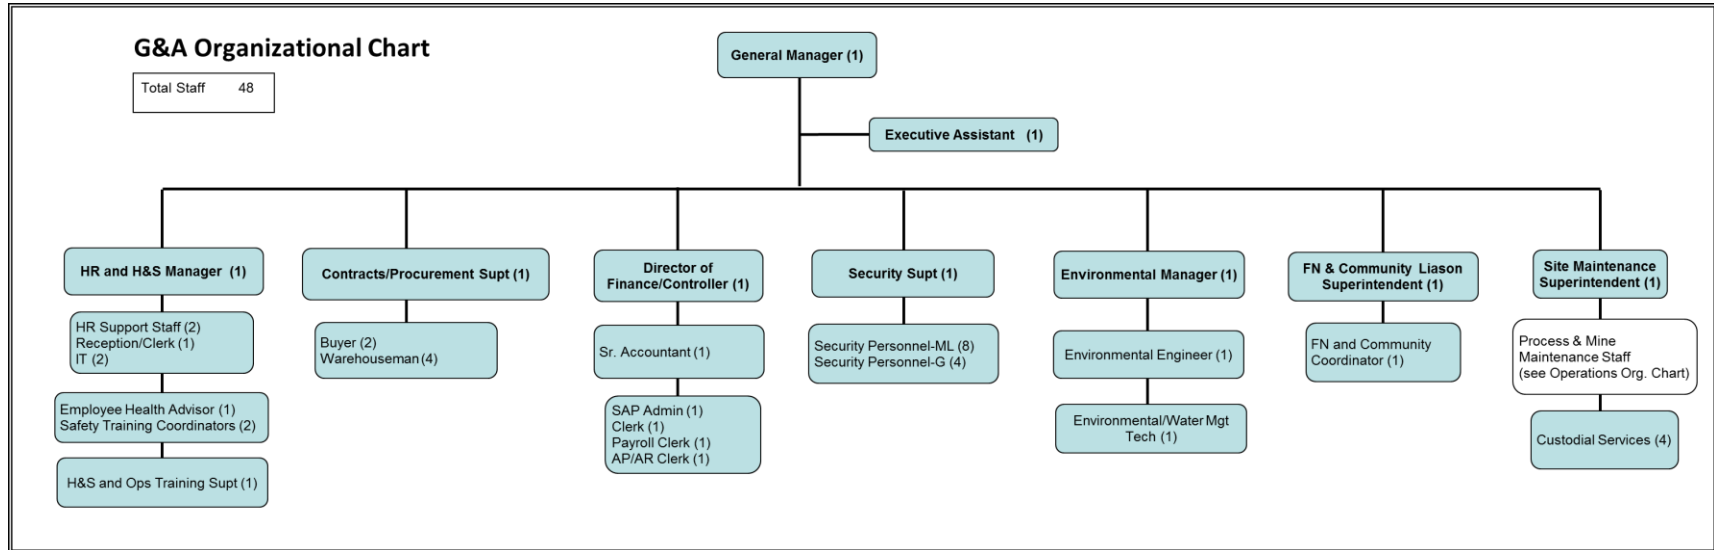 G&A Organizational Chart
Total Staff 48
General Manager (1)
Executive Assistant (1)
HR and H&S Manager (1)
HR Support Staff (2)
Reception/Clerk (1)
IT (2)
Employee Health Advisor (1)
Safety Training Coordinators (2)
H&S and Ops Training Supt (1)
Contracts/Procurement Supt (1)
Buyer (2)
Warehouseman (4)
Director of
Finance/Controller (1)
Sr. Accountant (1)
SAP Admin (1)
Clerk (1)
Payroll Clerk (1)
AP/AR Clerk (1)
Security Supt (1)
Security Personnel-ML (8)
Security Personnel-G (4)
Environmental Manager (1)
Environmental Engineer (1)
Environmental/Water Mgt
Tech (1)
FN & Community Liason
Superintendent (1)
FN and Community
Coordinator (1)
Site Maintenance
Superintendent (1)
Process & Mine
Maintenance Staff
(see Operations Org. Chart)
Custodial Services (4)